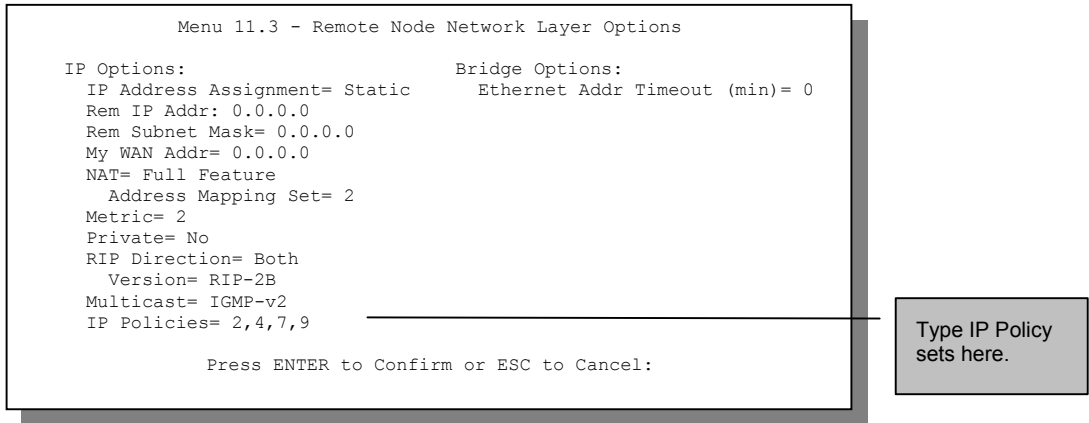 Menu 11.3 - Remote Node Network Layer Options
IP Options: Bridge Options:
IP Address Assignment= Static Ethernet Addr Timeout (min)= 0
Rem IP Addr: 0.0.0.0
Rem Subnet Mask= 0.0.0.0
My WAN Addr= 0.0.0.0
NAT= Full Feature
Address Mapping Set= 2
Metric= 2
Private= No
RIP Direction= Both
Version= RIP-2B
Multicast= IGMP-v2
IP Policies= 2,4,7,9
Press ENTER to Confirm or ESC to Cancel:
Type IP Policy
sets here.